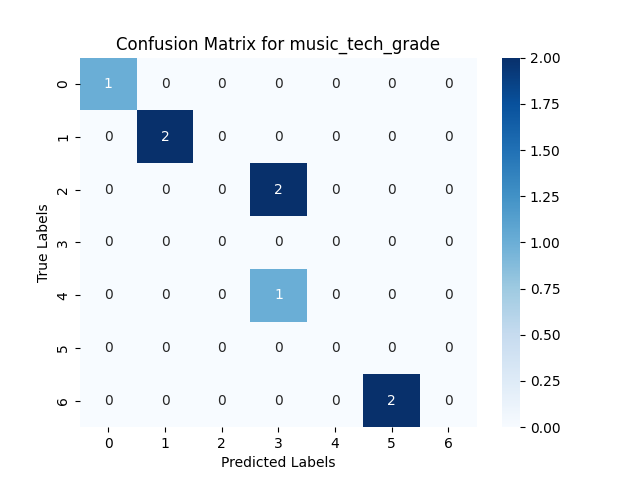 Confusion Matrix for music_tech_grade
True Labels
0 1 0 0 0 0 0 0
1 0 2 0 0 0 0 0
2 0 0 0 2 0 0 0
3 0 0 0 0 0 0 0
4 0 0 0 1 0 0 0
5 0 0 0 0 0 0 0
6 0 0 0 0 0 2 0
0 1 2 3 4 5 6
Predicted Labels
2.00
1.75
1.50
1.25
1.00
0.75
0.50
0.25
0.00